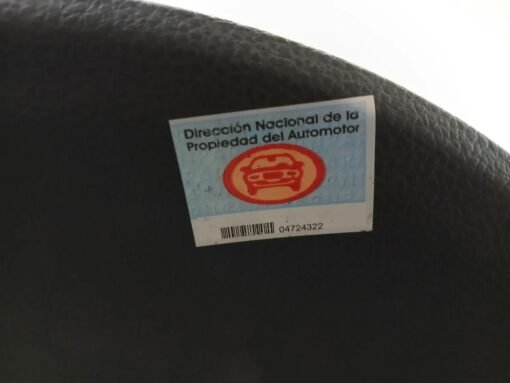 Dirección Nacional de la
Propiedad del Automotor
04724322